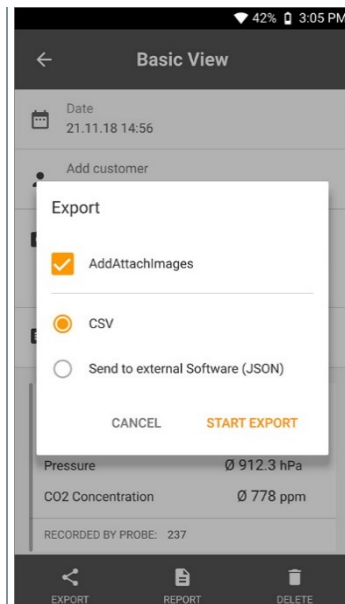 42% 3:05 PM
Basic View
Date
21.11.18 14:56
Add customer
Export
AddAttachImages
CSV
Send to external Software (JSON)
CANCEL START EXPORT
Pressure Ø 912.3 hPa
CO2 Concentration Ø 778 ppm
RECORDED BY PROBE: 237
EXPORT REPORT DELETE